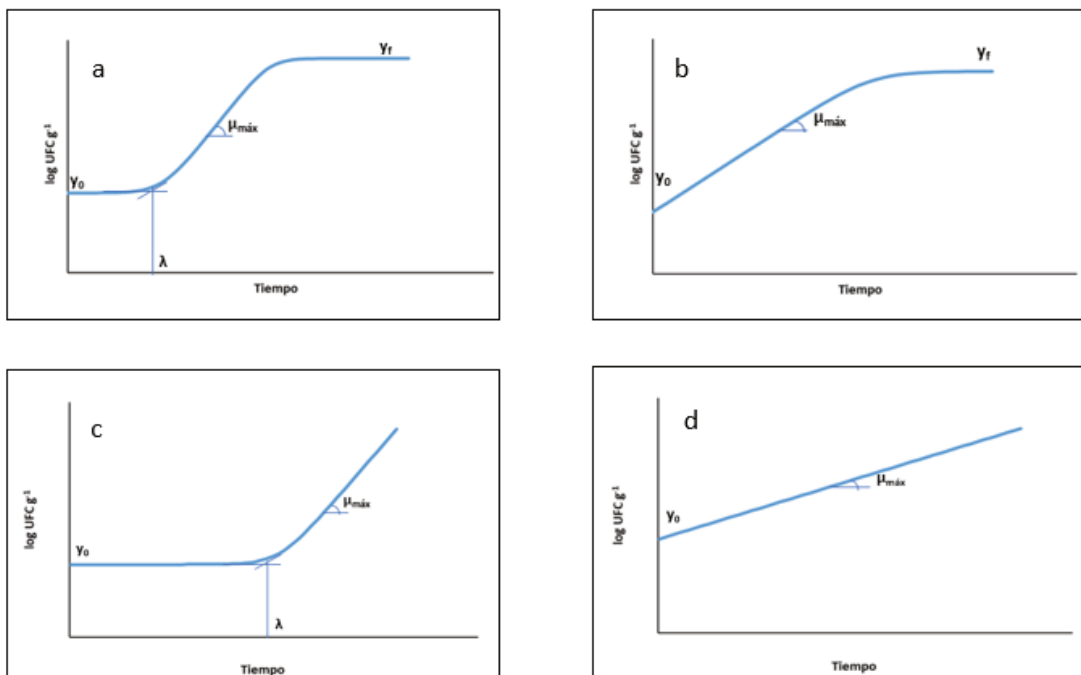 a
y₀
log UFC g⁻¹
μmáx
yf
λ
Tiempo
b
y₀
log UFC g⁻¹
μmáx
yf
Tiempo
c
y₀
log UFC g⁻¹
μmáx
λ
Tiempo
d
y₀
log UFC g⁻¹
μmáx
Tiempo